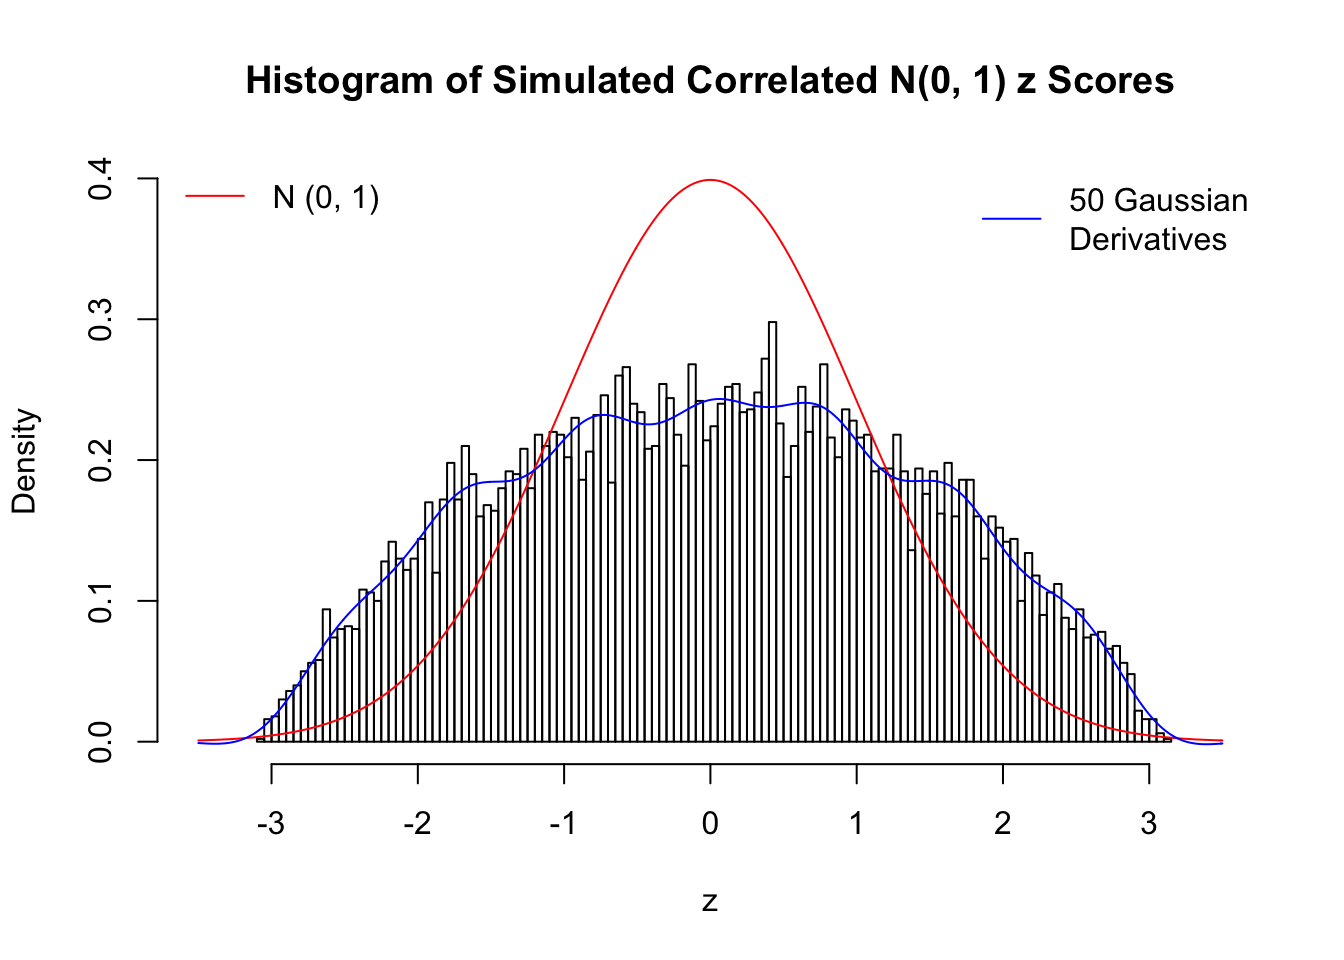 Histogram of Simulated Correlated N(0, 1) z Scores
N (0, 1)
50 Gaussian
Derivatives
Density
0.4
0.3
0.2
0.1
0.0
-3 -2 -1 0 1 2 3
z